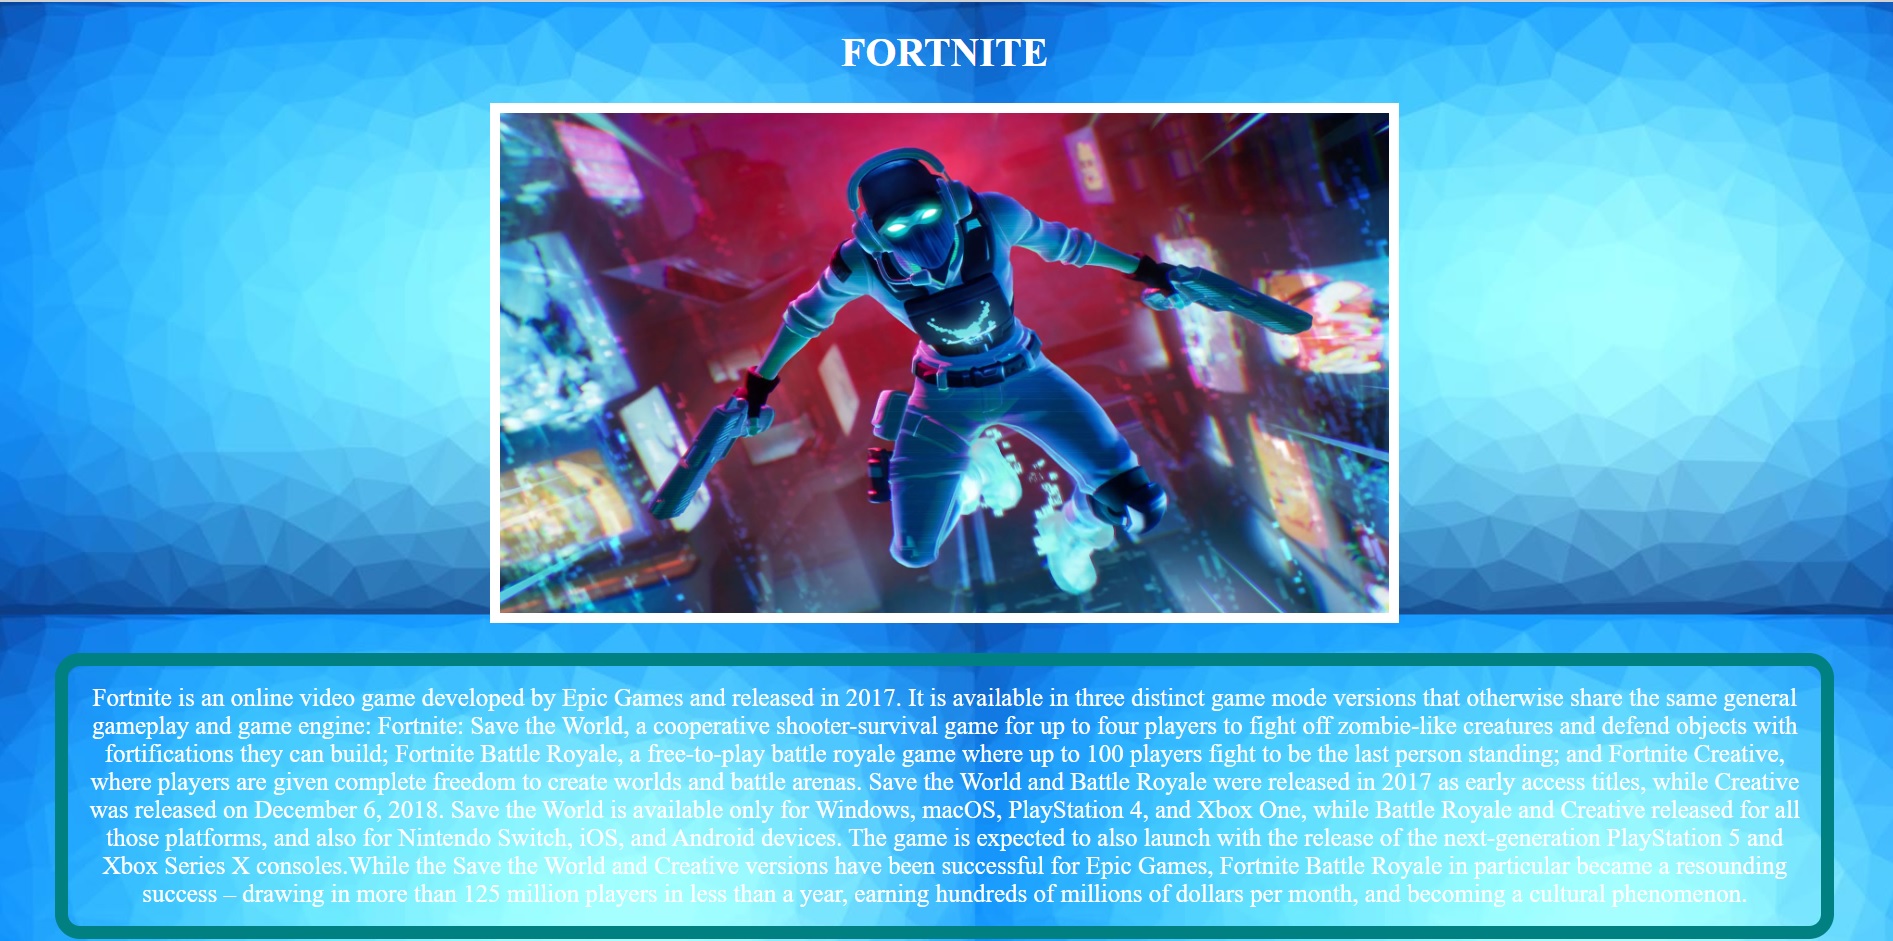 FORTNITE
Fortnite is an online video game developed by Epic Games and released in 2017. It is available in three distinct game mode versions that otherwise share the same general
gameplay and game engine: Fortnite: Save the World, a cooperative shooter-survival game for up to four players to fight off zombie-like creatures and defend objects with
fortifications they can build; Fortnite Battle Royale, a free-to-play battle royale game where up to 100 players fight to be the last person standing; and Fortnite Creative,
where players are given complete freedom to create worlds and battle arenas. Save the World and Battle Royale were released in 2017 as early access titles, while Creative
was released on December 6, 2018. Save the World is available only for Windows, macOS, PlayStation 4, and Xbox One, while Battle Royale and Creative released for all
those platforms, and also for Nintendo Switch, iOS, and Android devices. The game is expected to also launch with the release of the next-generation PlayStation 5 and
Xbox Series X consoles.While the Save the World and Creative versions have been successful for Epic Games, Fortnite Battle Royale in particular became a resounding
success – drawing in more than 125 million players in less than a year, earning hundreds of millions of dollars per month, and becoming a cultural phenomenon.